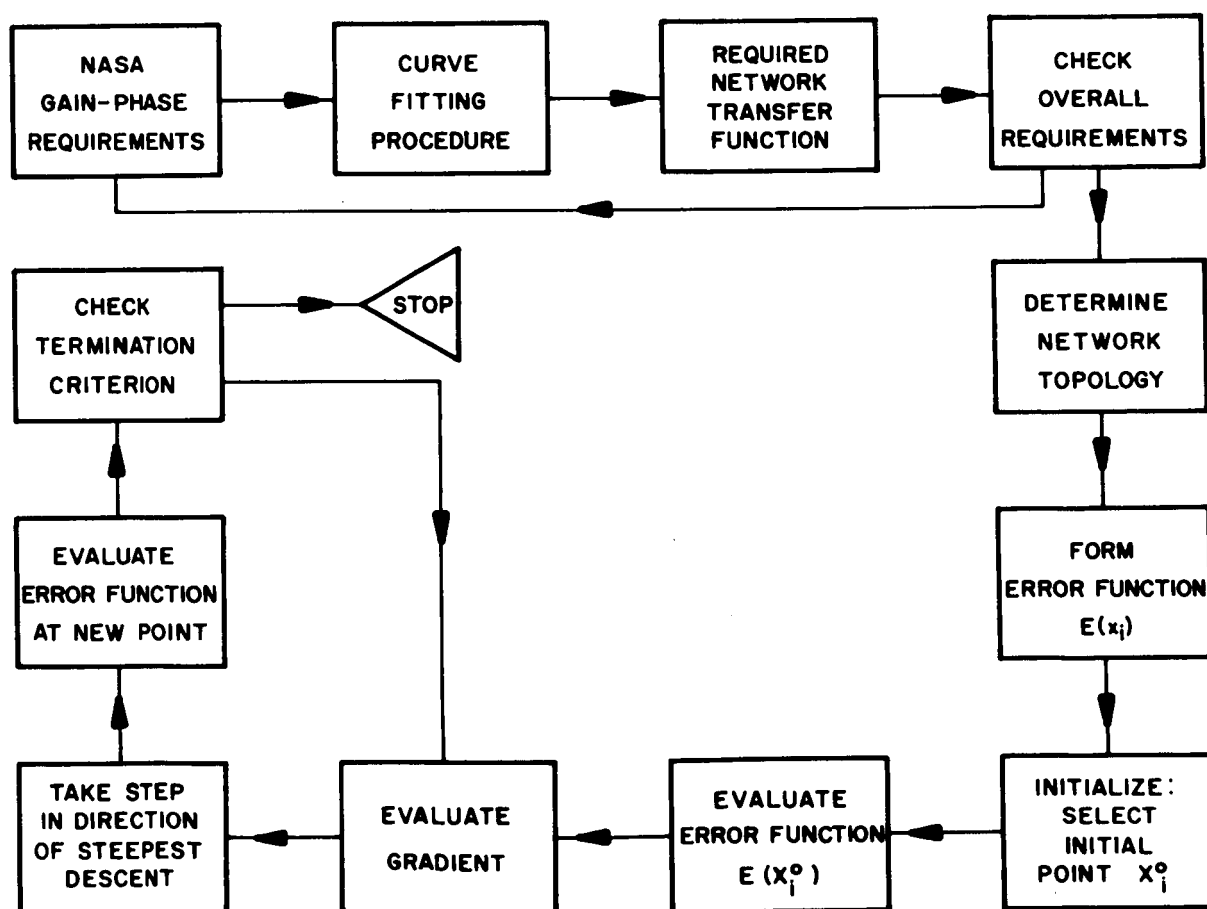 NASA
GAIN-PHASE
REQUIREMENTS
CURVE
FITTING
PROCEDURE
REQUIRED
NETWORK
TRANSFER
FUNCTION
CHECK
OVERALL
REQUIREMENTS
CHECK
TERMINATION
CRITERION
STOP
DETERMINE
NETWORK
TOPOLOGY
EVALUATE
ERROR FUNCTION
AT NEW POINT
FORM
ERROR FUNCTION
E(xᵢ)
TAKE STEP
IN DIRECTION
OF STEEPEST
DESCENT
EVALUATE
GRADIENT
EVALUATE
ERROR FUNCTION
E (Xᵢ⁰)
INITIALIZE:
SELECT
INITIAL
POINT Xᵢ⁰